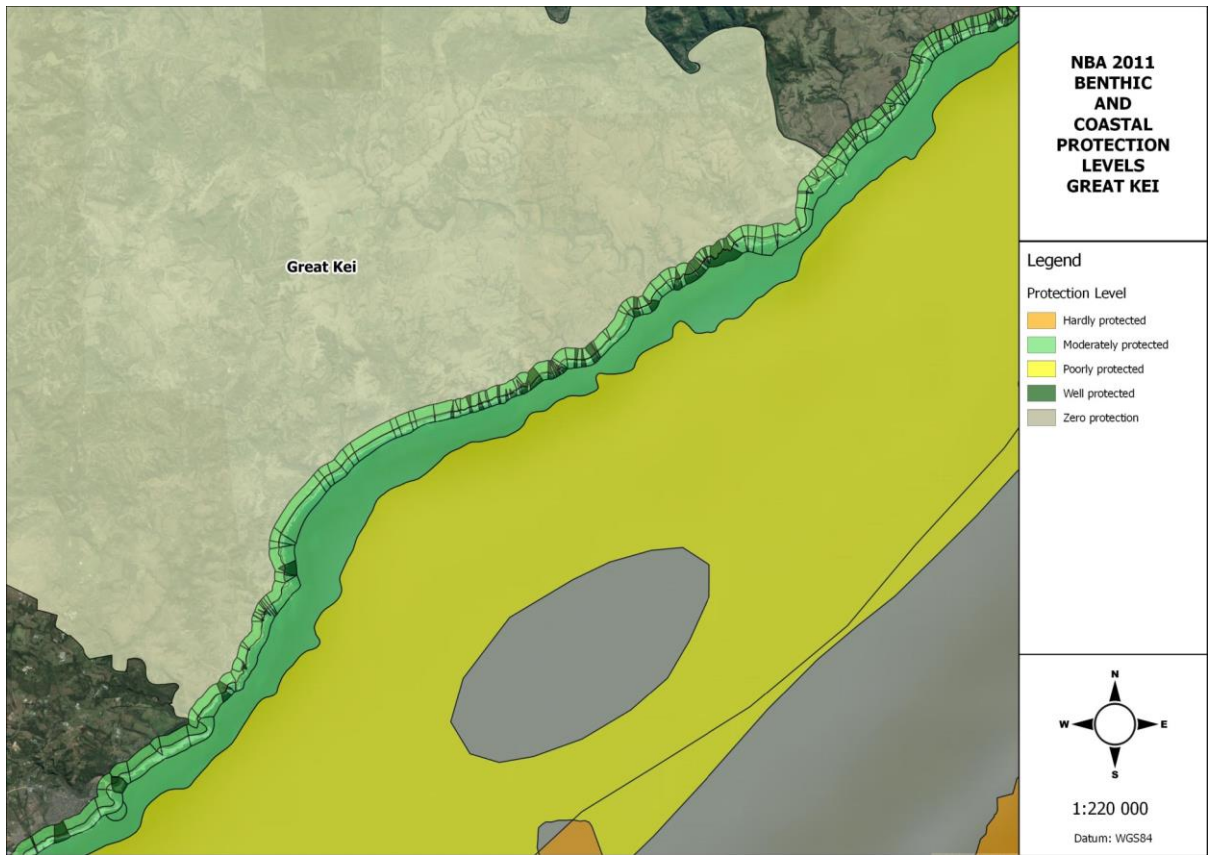 Great Kei
NBA 2011
BENTHIC
AND
COASTAL
PROTECTION
LEVELS
GREAT KEI
Legend
Protection Level
Hardly protected
Moderately protected
Poorly protected
Well protected
Zero protection
N
W E
S
1:220 000
Datum: WGS84